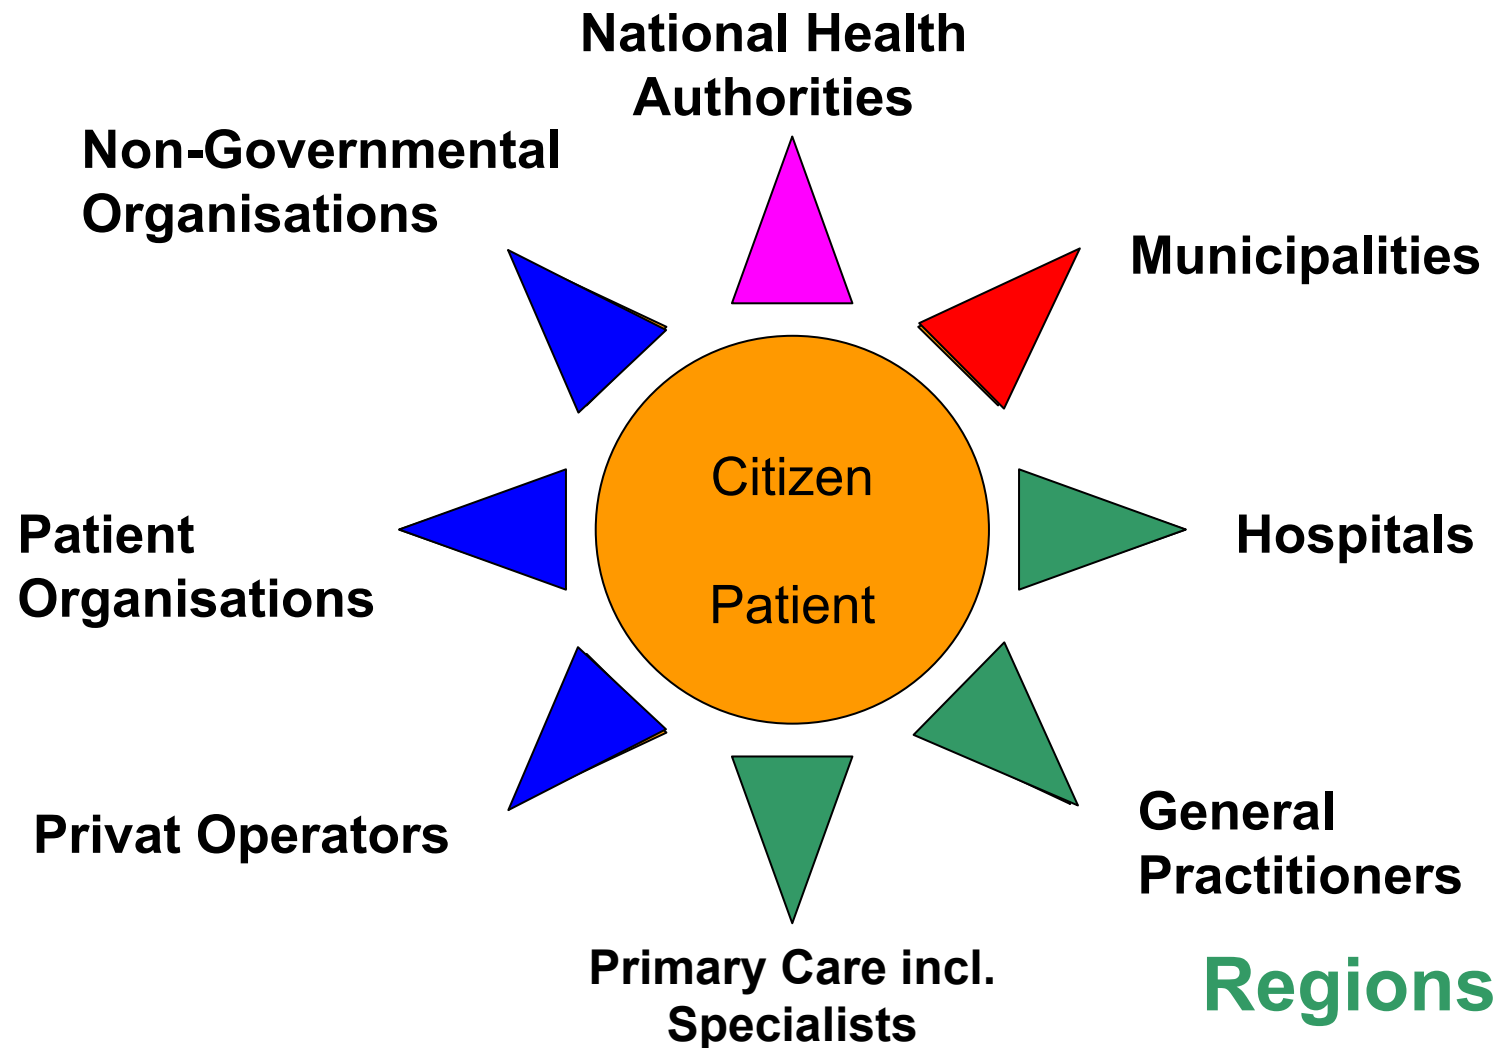 National Health
Authorities
Non-Governmental
Organisations
Municipalities
Citizen
Patient
Patient
Organisations
Hospitals
Privat Operators
General
Practitioners
Primary Care incl.
Specialists
Regions